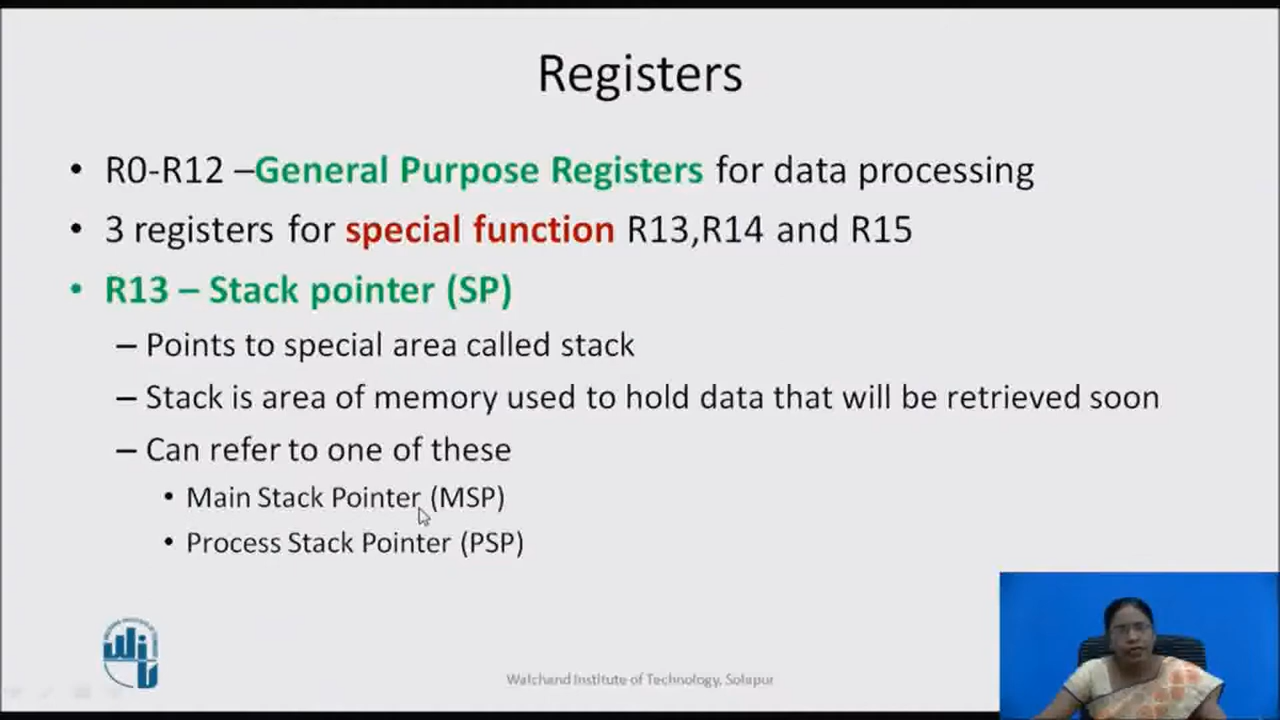 Registers
• R0-R12 –General Purpose Registers for data processing
• 3 registers for special function R13,R14 and R15
• R13 – Stack pointer (SP)
– Points to special area called stack
– Stack is area of memory used to hold data that will be retrieved soon
– Can refer to one of these
• Main Stack Pointer (MSP)
• Process Stack Pointer (PSP)
Walchand Institute of Technology, Solapur